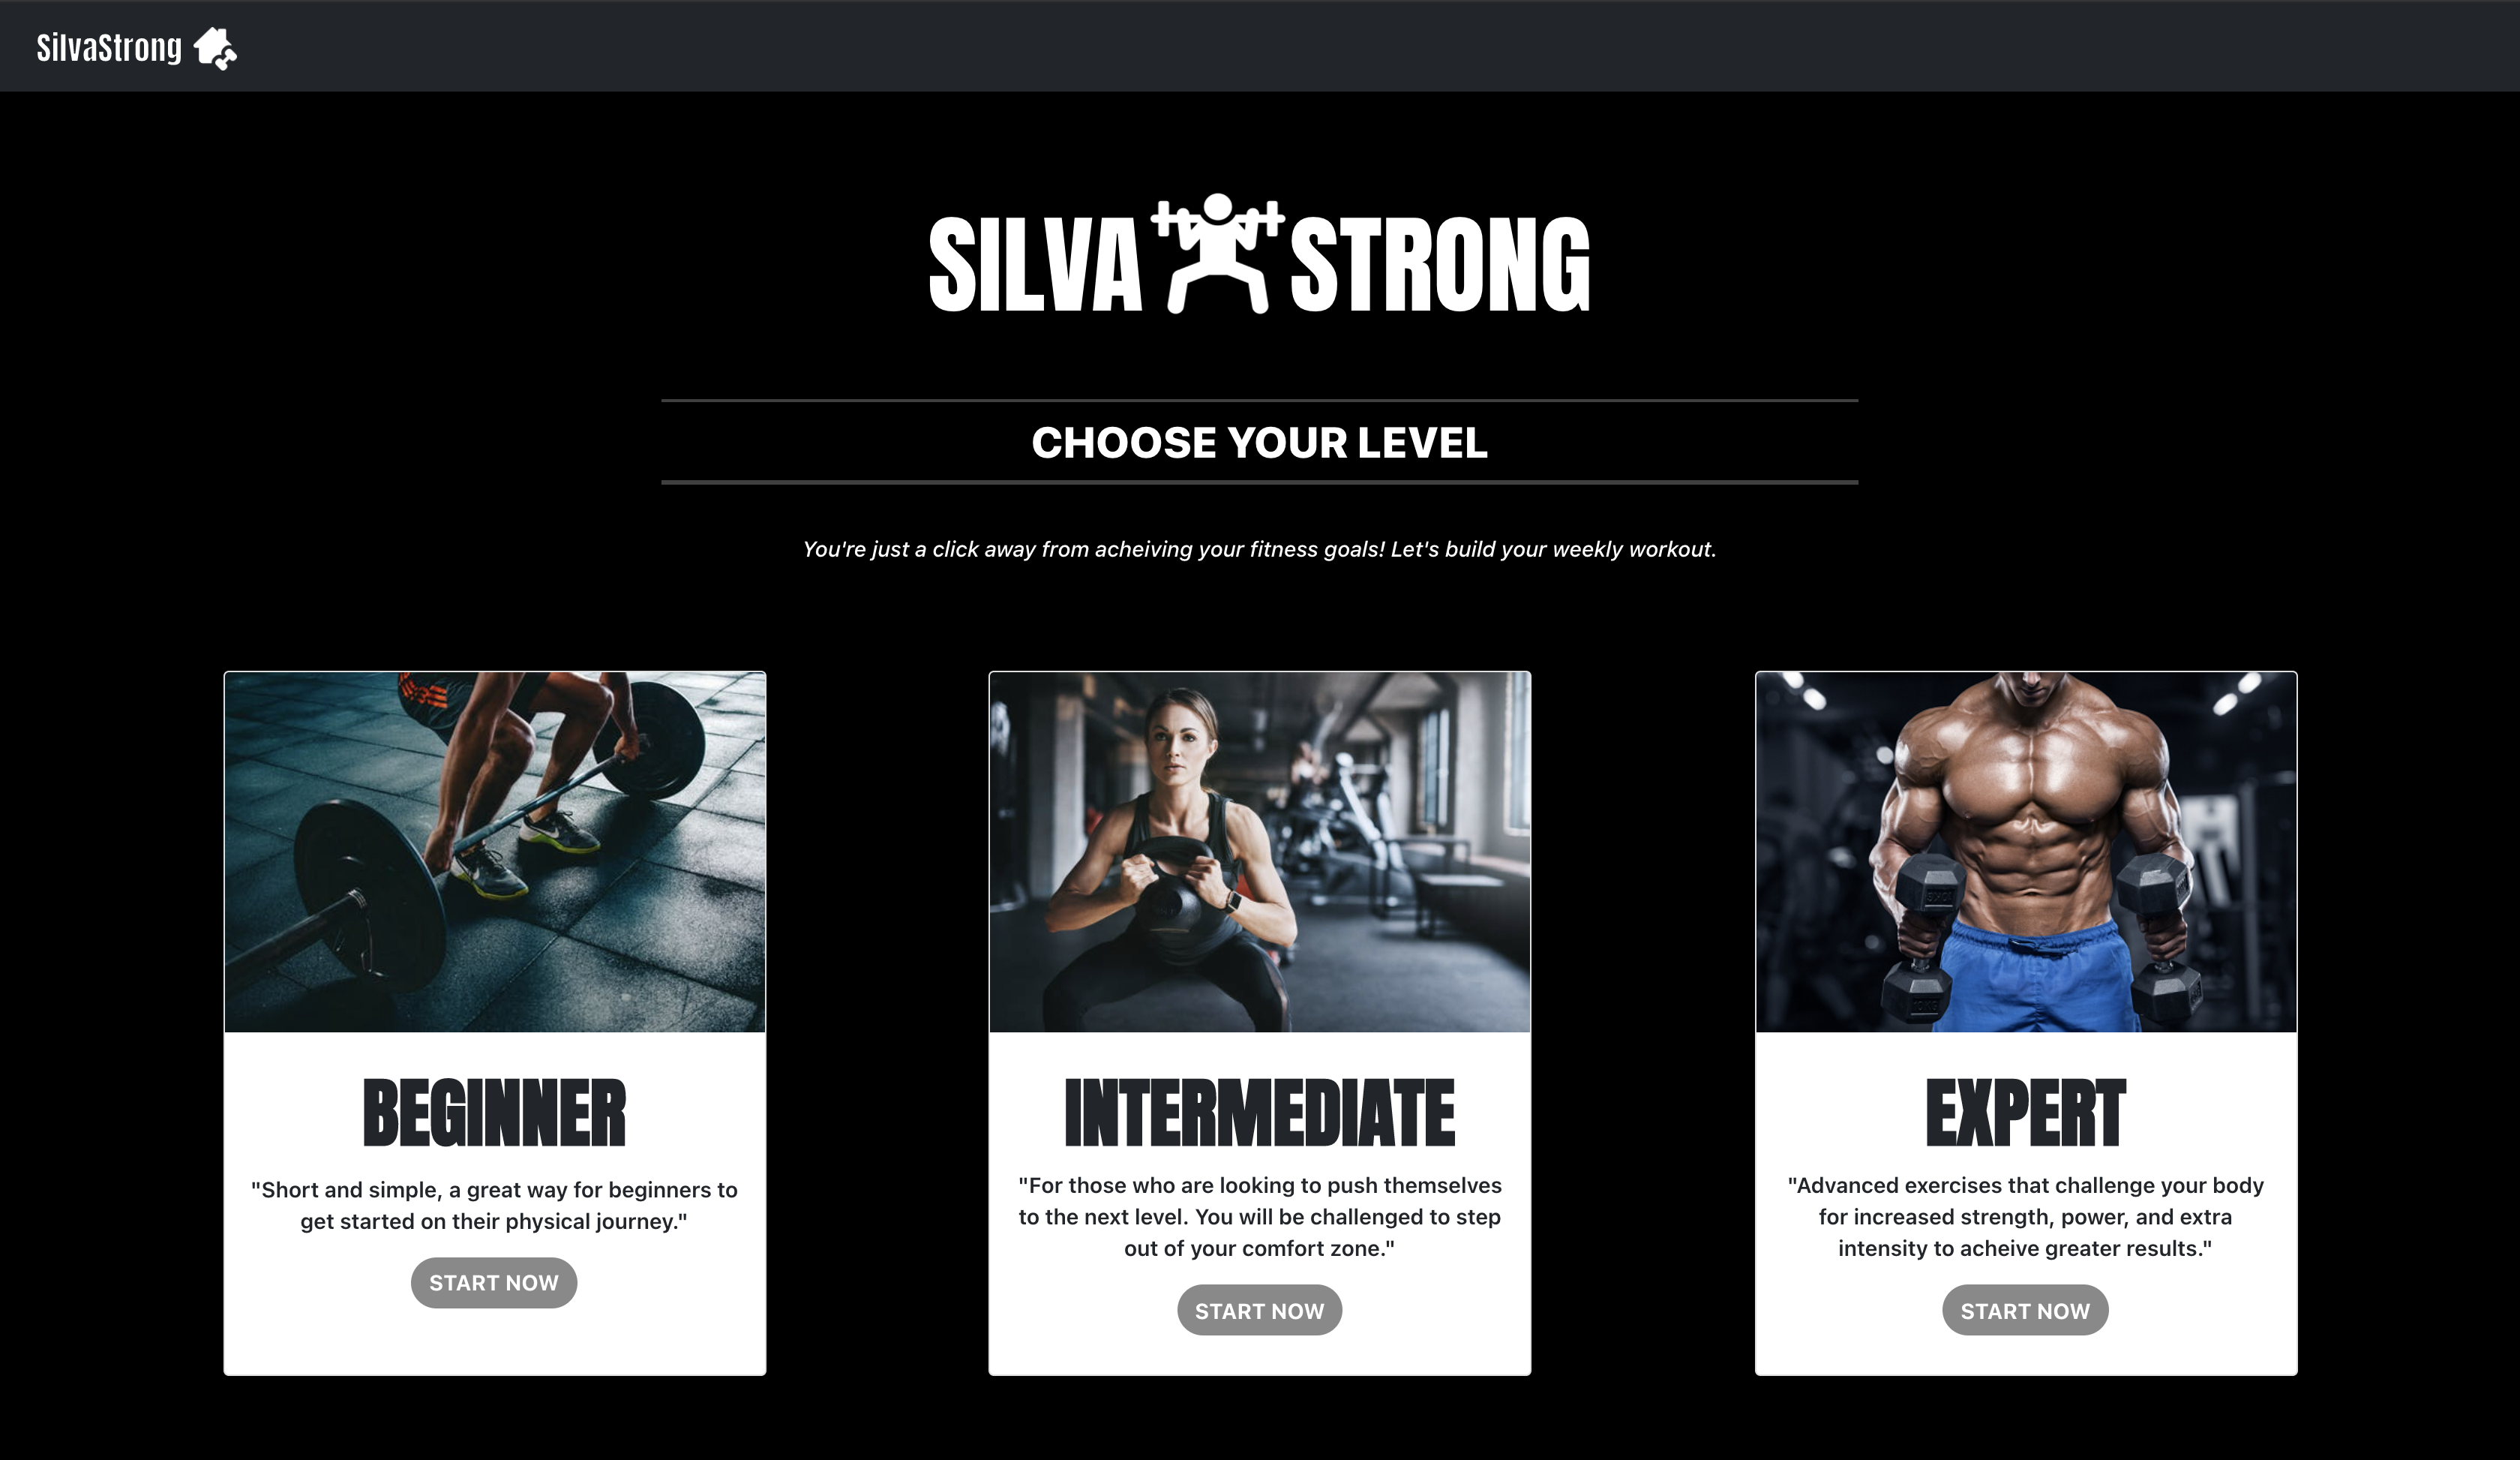 SilvaStrong
SILVA STRONG
CHOOSE YOUR LEVEL
You're just a click away from acheiving your fitness goals! Let's build your weekly workout.
BEGINNER
"Short and simple, a great way for beginners to
get started on their physical journey."
START NOW
INTERMEDIATE
"For those who are looking to push themselves
to the next level. You will be challenged to step
out of your comfort zone."
START NOW
EXPERT
"Advanced exercises that challenge your body
for increased strength, power, and extra
intensity to acheive greater results."
START NOW